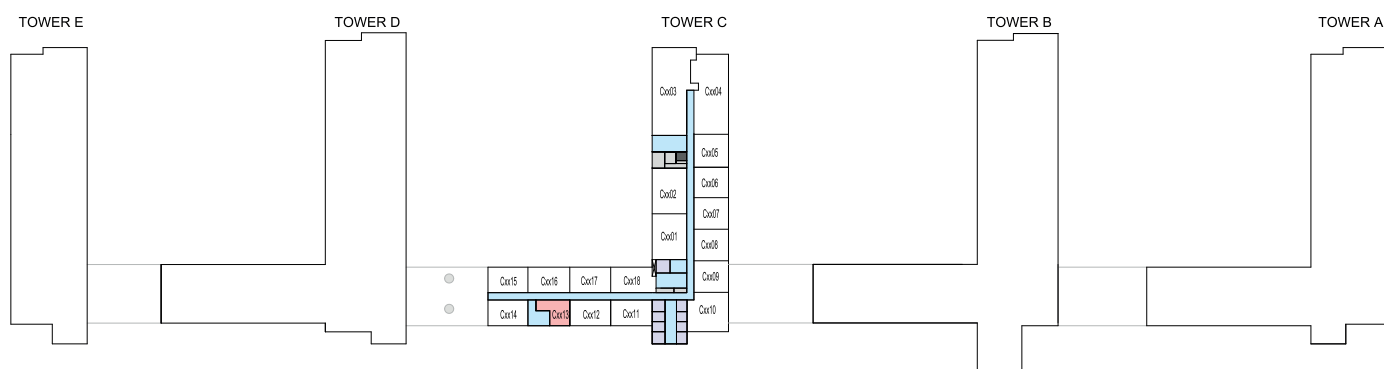 TOWER E
TOWER D
TOWER C
TOWER B
TOWER A
Cxx03
Cxx04
Cxx05
Cxx06
Cxx02
Cxx07
Cxx01
Cxx08
Cxx09
Cxx15
Cxx16
Cxx17
Cxx18
Cxx14
Cxx13
Cxx12
Cxx11
Cxx10